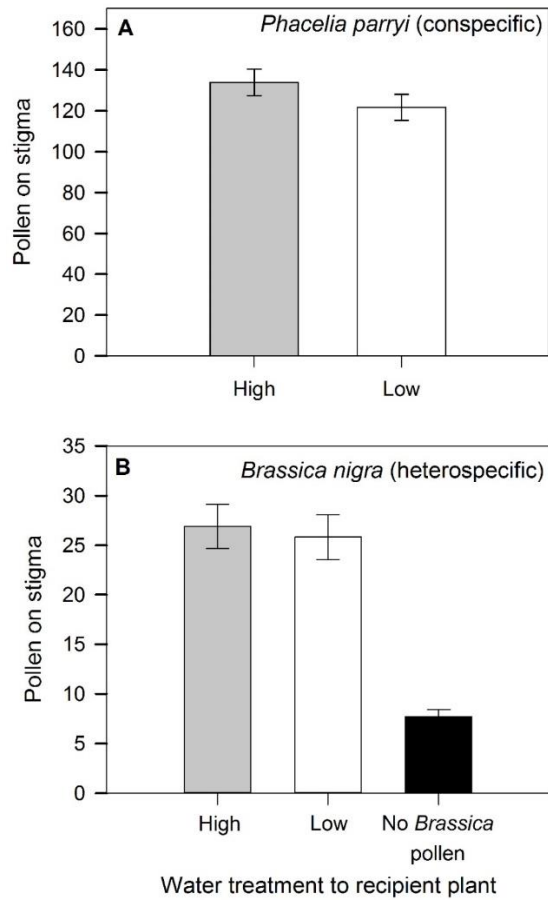 A
Phacelia parryi (conspecific)
Pollen on stigma
160
140
120
100
80
60
40
20
0
High
Low
B
Brassica nigra (heterospecific)
Pollen on stigma
35
30
25
20
15
10
5
0
High
Low
No Brassica
pollen
Water treatment to recipient plant